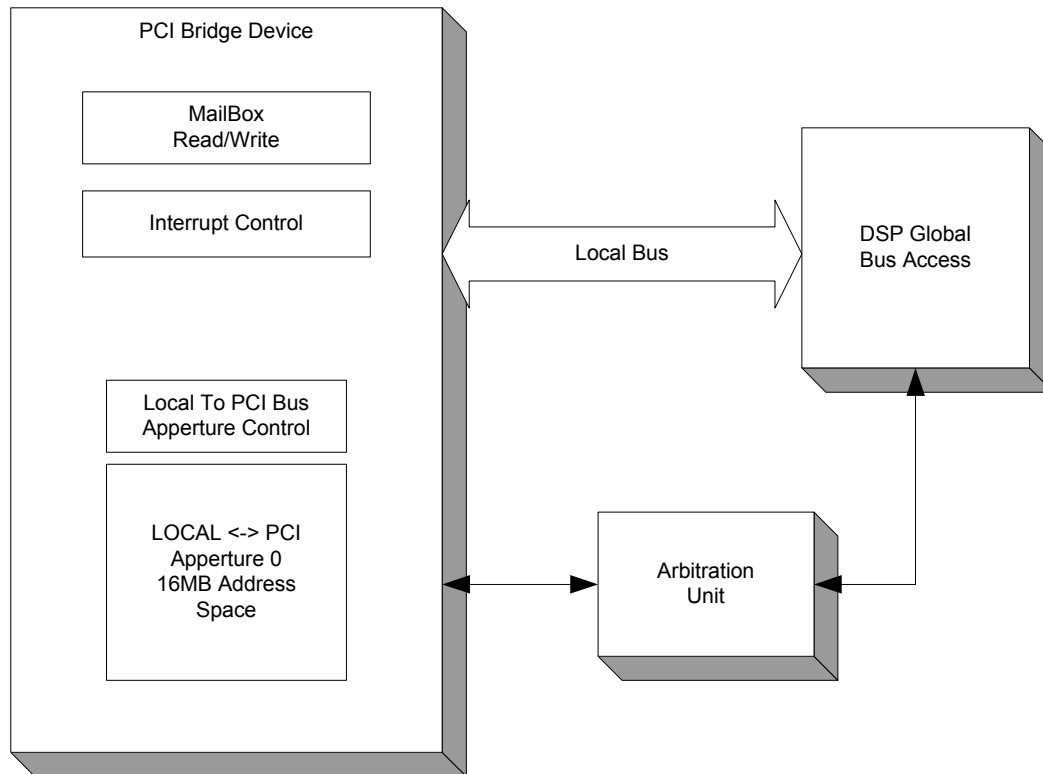 PCI Bridge Device
MailBox
Read/Write
Interrupt Control
Local Bus
DSP Global
Bus Access
Local To PCI Bus
Apperture Control
LOCAL <-> PCI
Apperture 0
16MB Address
Space
Arbitration
Unit